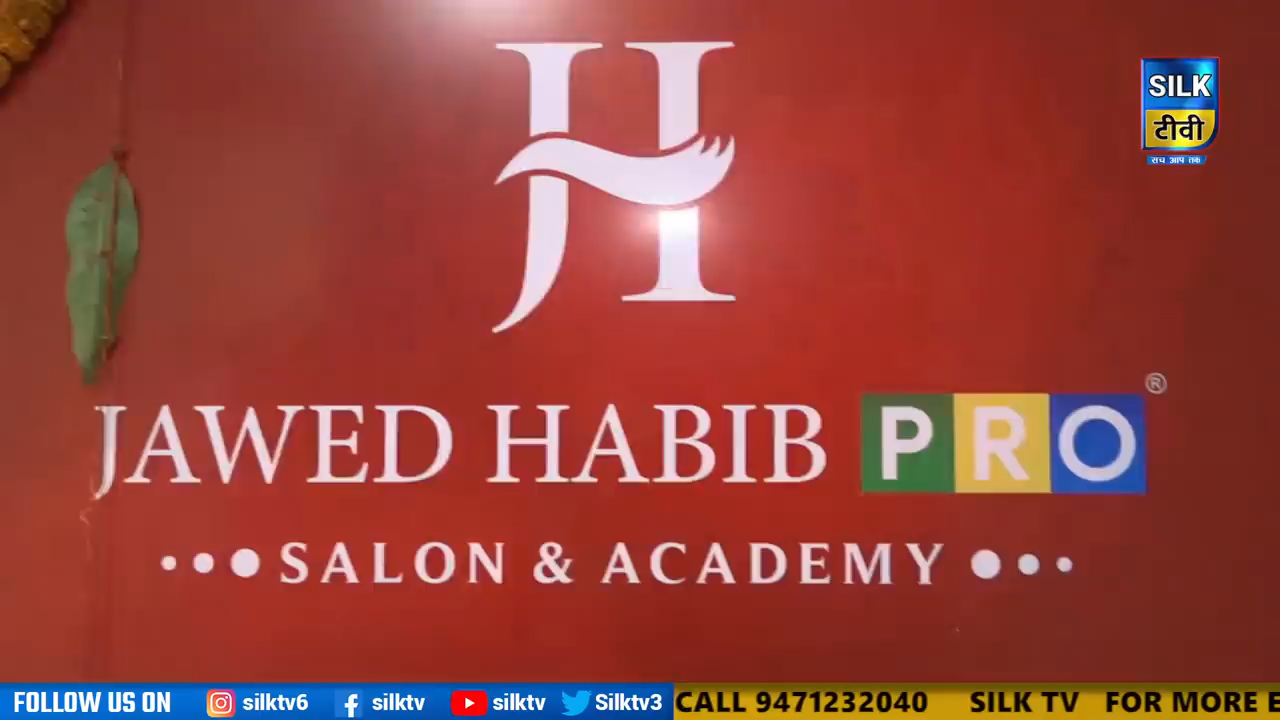 SILK
टीवी
सच आप तक
JH
JAWED HABIB PRO ®
SALON & ACADEMY
FOLLOW US ON silktv6 silktv silktv Silktv3 CALL 9471232040 SILK TV FOR MORE E